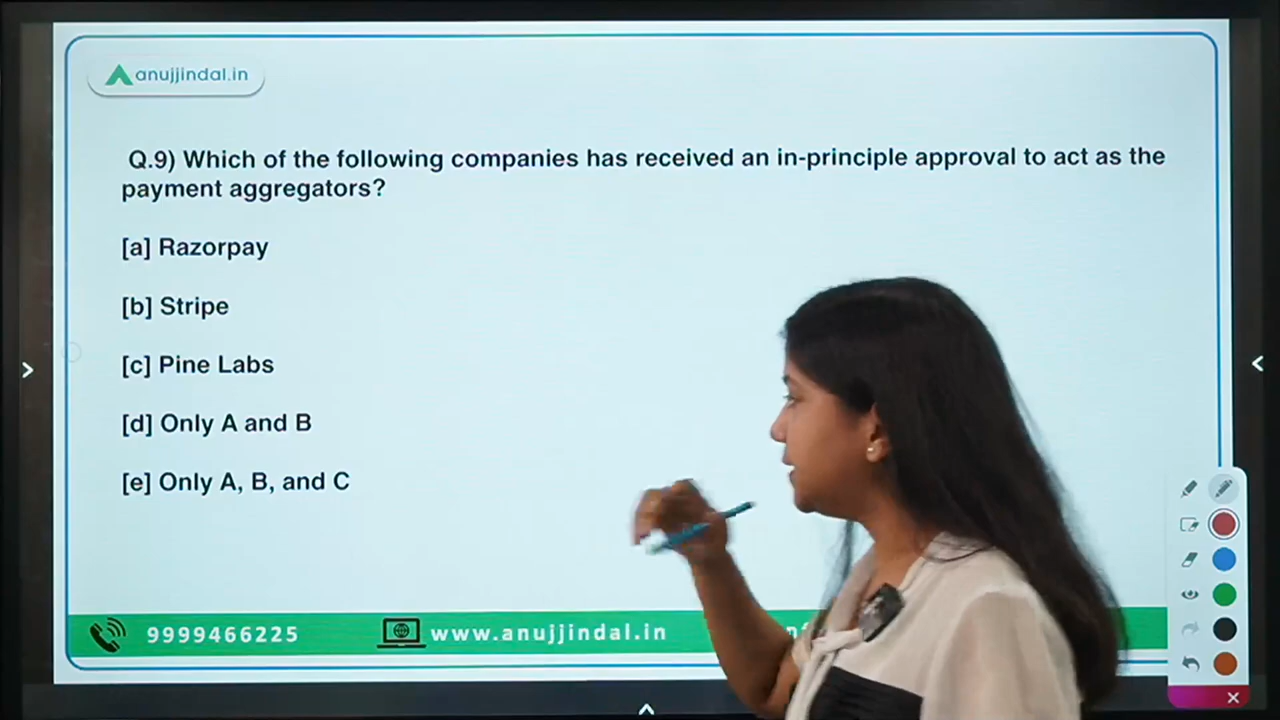 anujjindal.in
Q.9) Which of the following companies has received an in-principle approval to act as the
payment aggregators?
[a] Razorpay
[b] Stripe
[c] Pine Labs
[d] Only A and B
[e] Only A, B, and C
9999466225 www.anujjindal.in